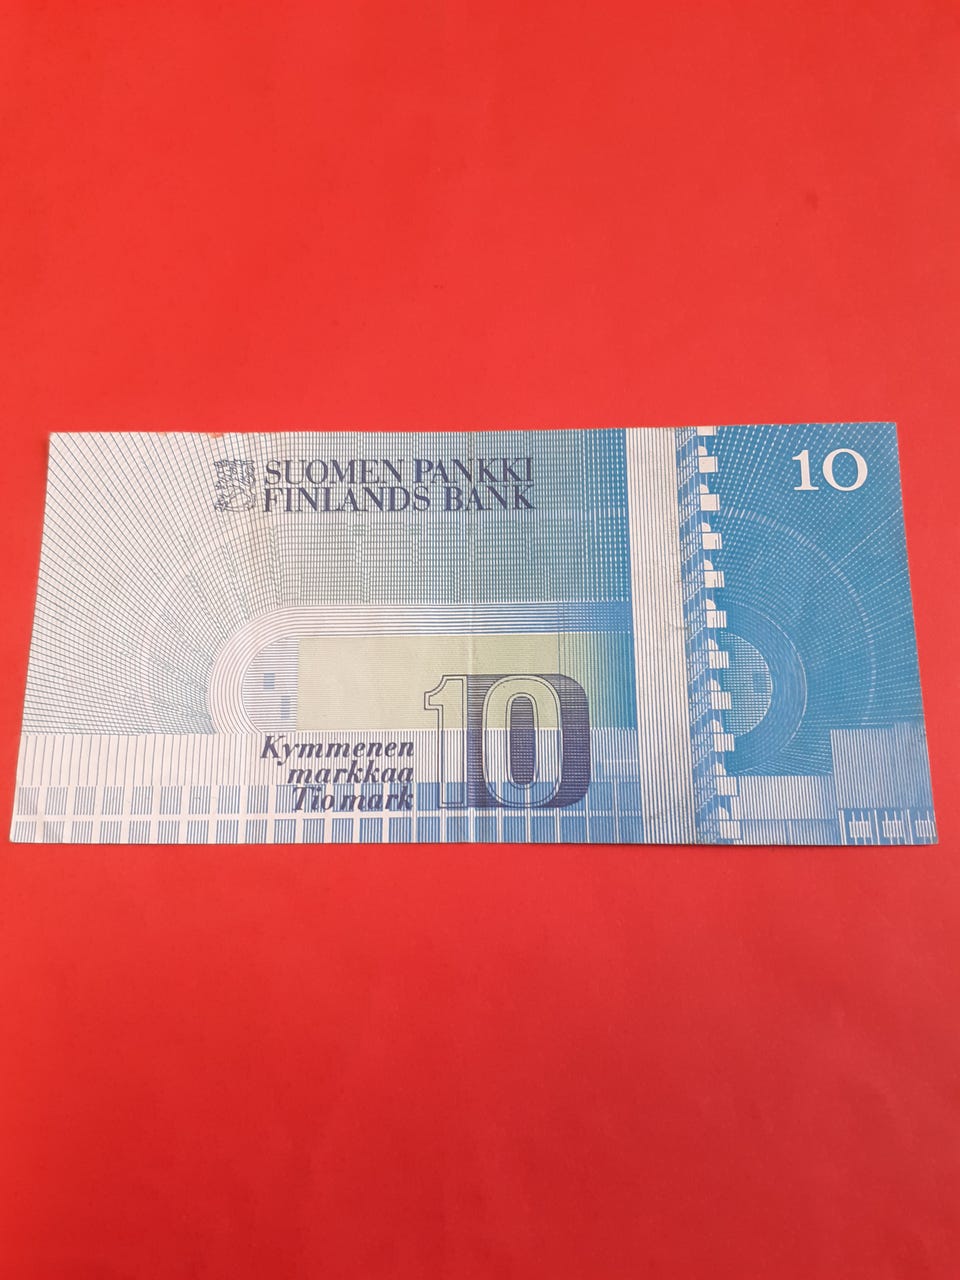 SUOMEN PANKKI
FINLANDS BANK
10
10
Kymmenen
markkaa
Tio mark